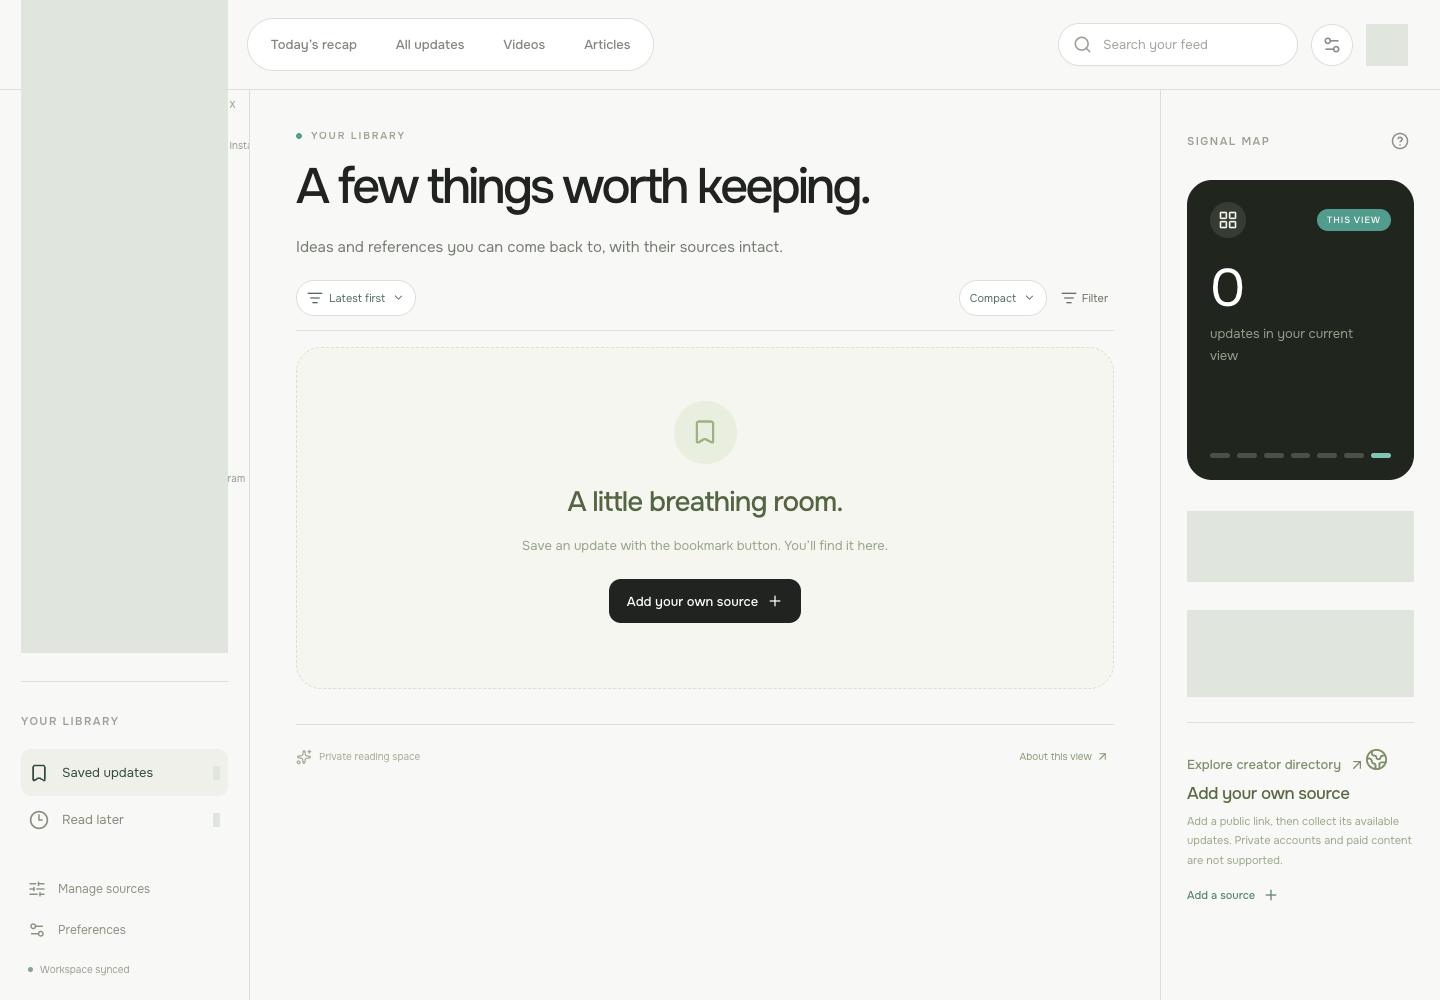 Today’s recap
All updates
Videos
Articles
Search your feed
X
YOUR LIBRARY
A few things worth keeping.
Ideas and references you can come back to, with their sources intact.
Latest first
Compact
Filter
A little breathing room.
Save an update with the bookmark button. You’ll find it here.
Add your own source
Private reading space
About this view
YOUR LIBRARY
Saved updates
Read later
Manage sources
Preferences
Workspace synced
SIGNAL MAP
THIS VIEW
0
updates in your current
view
Explore creator directory
Add your own source
Add a public link, then collect its available
updates. Private accounts and paid content
are not supported.
Add a source